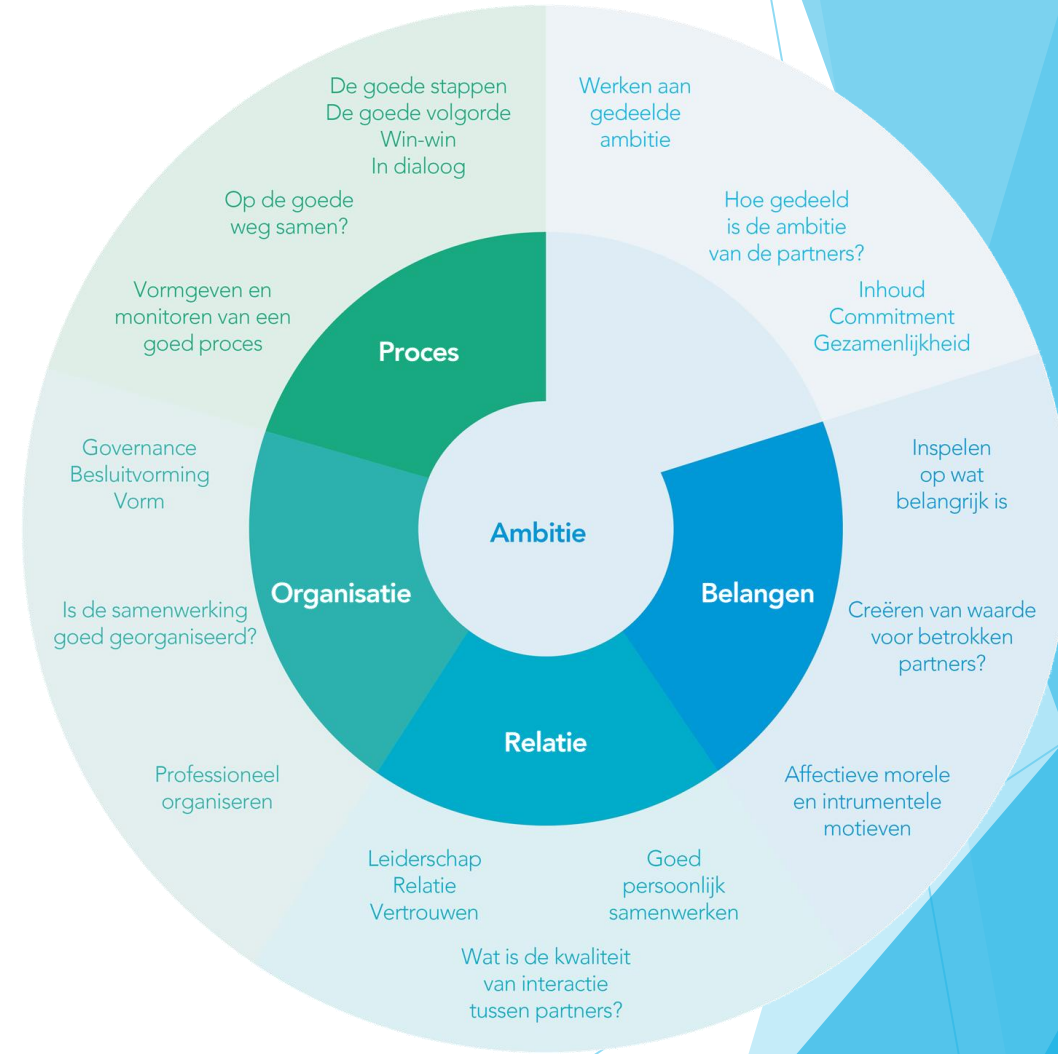 De goede stappen
De goede volgorde
Win-win
In dialoog
Op de goede
weg samen?
Vormgeven en
monitoren van een
goed proces
Proces
Werken aan
gedeelde
ambitie
Hoe gedeeld
is de ambitie
van de partners?
Inhoud
Commitment
Gezamenlijkheid
Ambitie
Inspelen
op wat
belangrijk is
Creëren van waarde
voor betrokken
partners?
Affectieve morele
en intrumentele
motieven
Belangen
Goed
persoonlijk
samenwerken
Wat is de kwaliteit
van interactie
tussen partners?
Leiderschap
Relatie
Vertrouwen
Relatie
Professioneel
organiseren
Is de samenwerking
goed georganiseerd?
Governance
Besluitvorming
Vorm
Organisatie